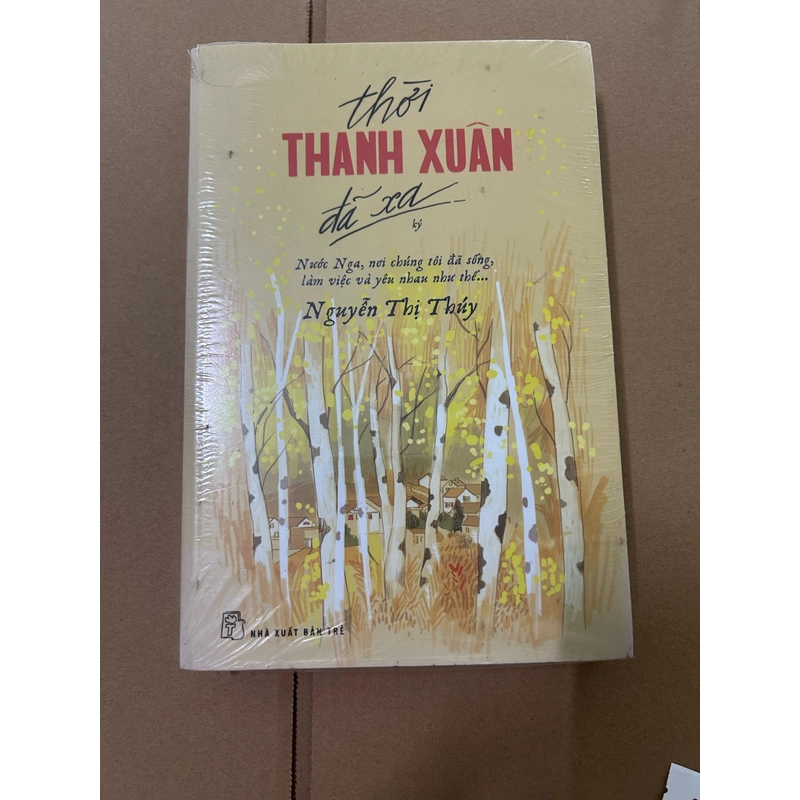 thời
THANH XUÂN
đã xa
ký
Nước Nga, nơi chúng tôi đã sống,
làm việc và yêu nhau như thế...
Nguyễn Thị Thúy
T
NHÀ XUẤT BẢN TRẺ